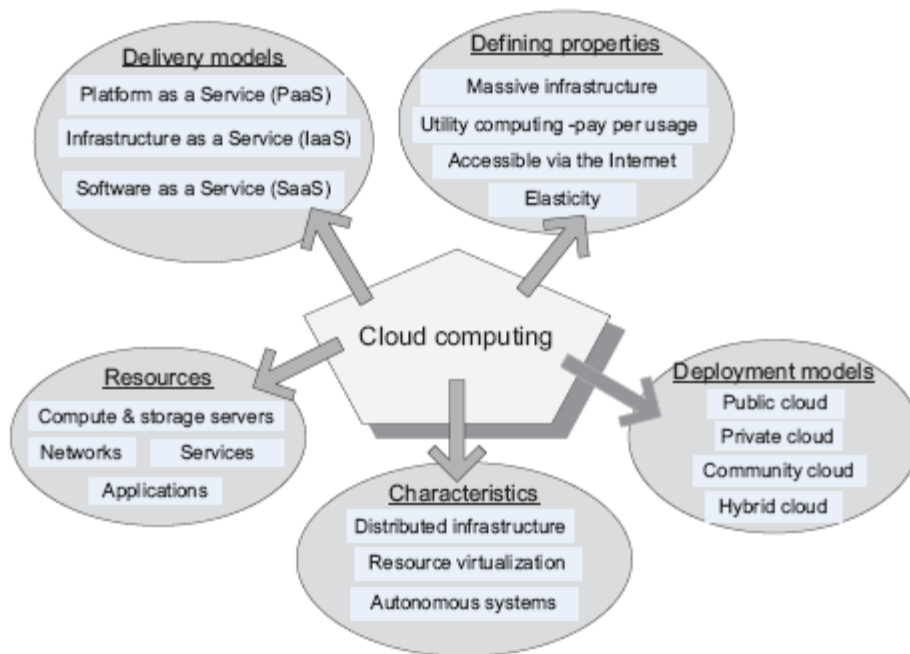 Delivery models
Platform as a Service (PaaS)
Infrastructure as a Service (IaaS)
Software as a Service (SaaS)
Defining properties
Massive infrastructure
Utility computing -pay per usage
Accessible via the Internet
Elasticity
Cloud computing
Resources
Compute & storage servers
Networks
Services
Applications
Characteristics
Distributed infrastructure
Resource virtualization
Autonomous systems
Deployment models
Public cloud
Private cloud
Community cloud
Hybrid cloud